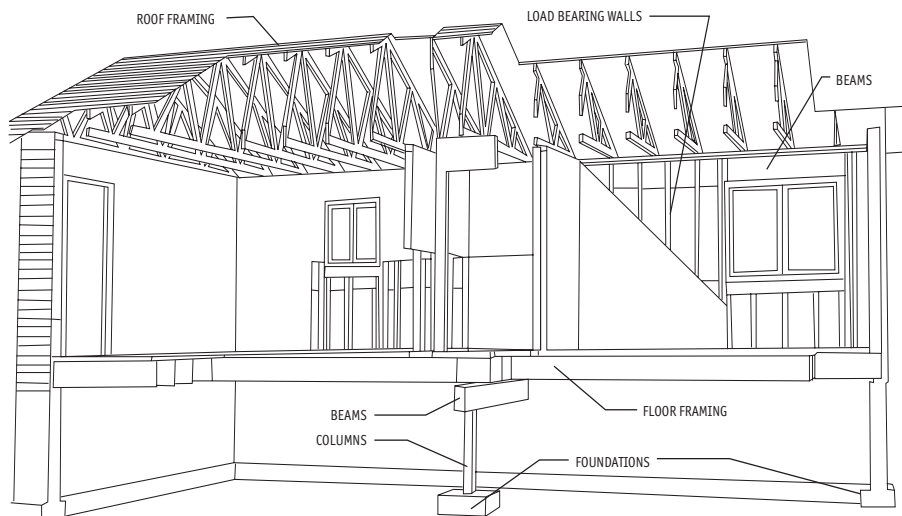 ROOF FRAMING
LOAD BEARING WALLS
BEAMS
BEAMS
FLOOR FRAMING
COLUMNS
FOUNDATIONS